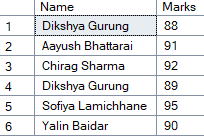 Name Marks
1 Dikshya Gurung 88
2 Aayush Bhattarai 91
3 Chirag Sharma 92
4 Dikshya Gurung 89
5 Sofiya Lamichhane 95
6 Yalin Baidar 90